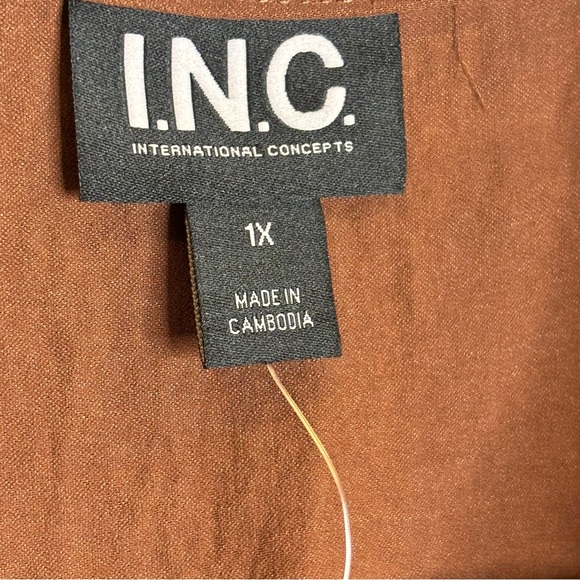 I.N.C.
INTERNATIONAL CONCEPTS
1X
MADE IN
CAMBODIA